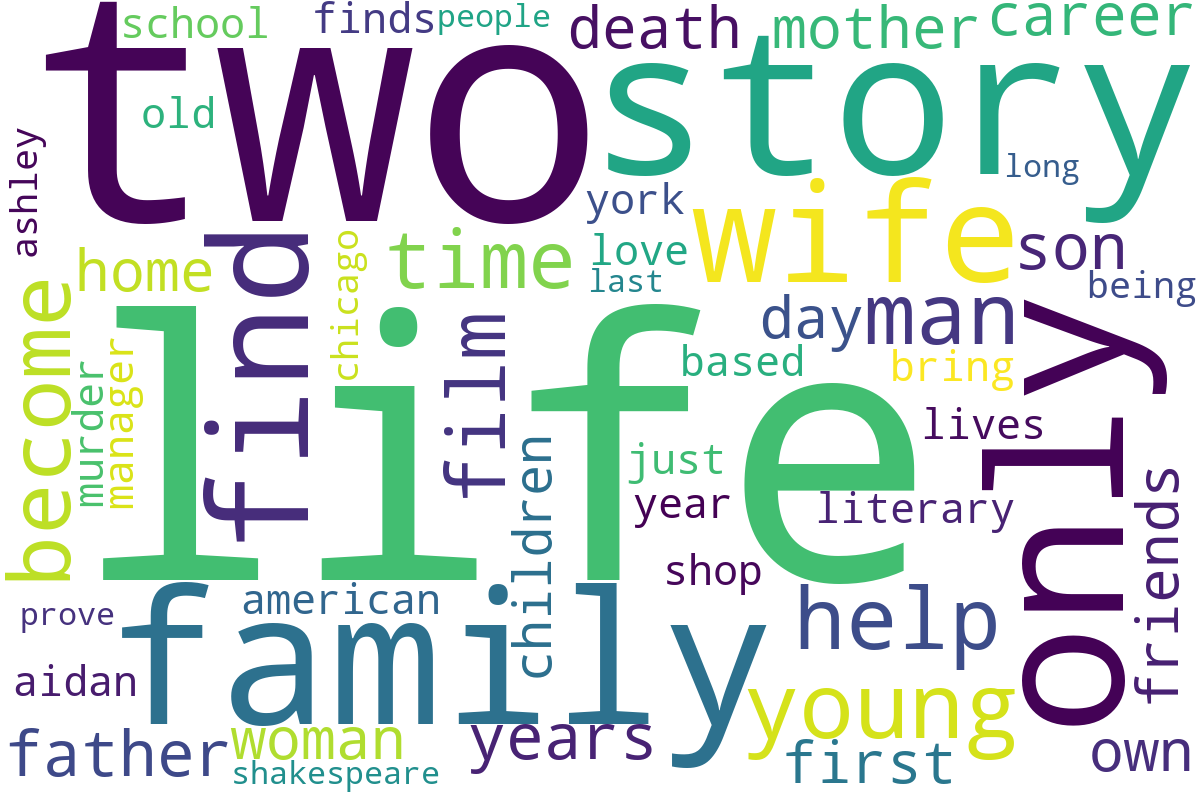 two
story
school
finds
people
death
mother
career
old
ashley
long
york
wife
love
last
son
being
home
find
chicago
time
day
man
only
become
life
film
based
bring
murder
manager
children
just
lives
year
literary
friends
shop
prove
american
family
help
aidan
young
father
woman
years
first
own
shakespeare